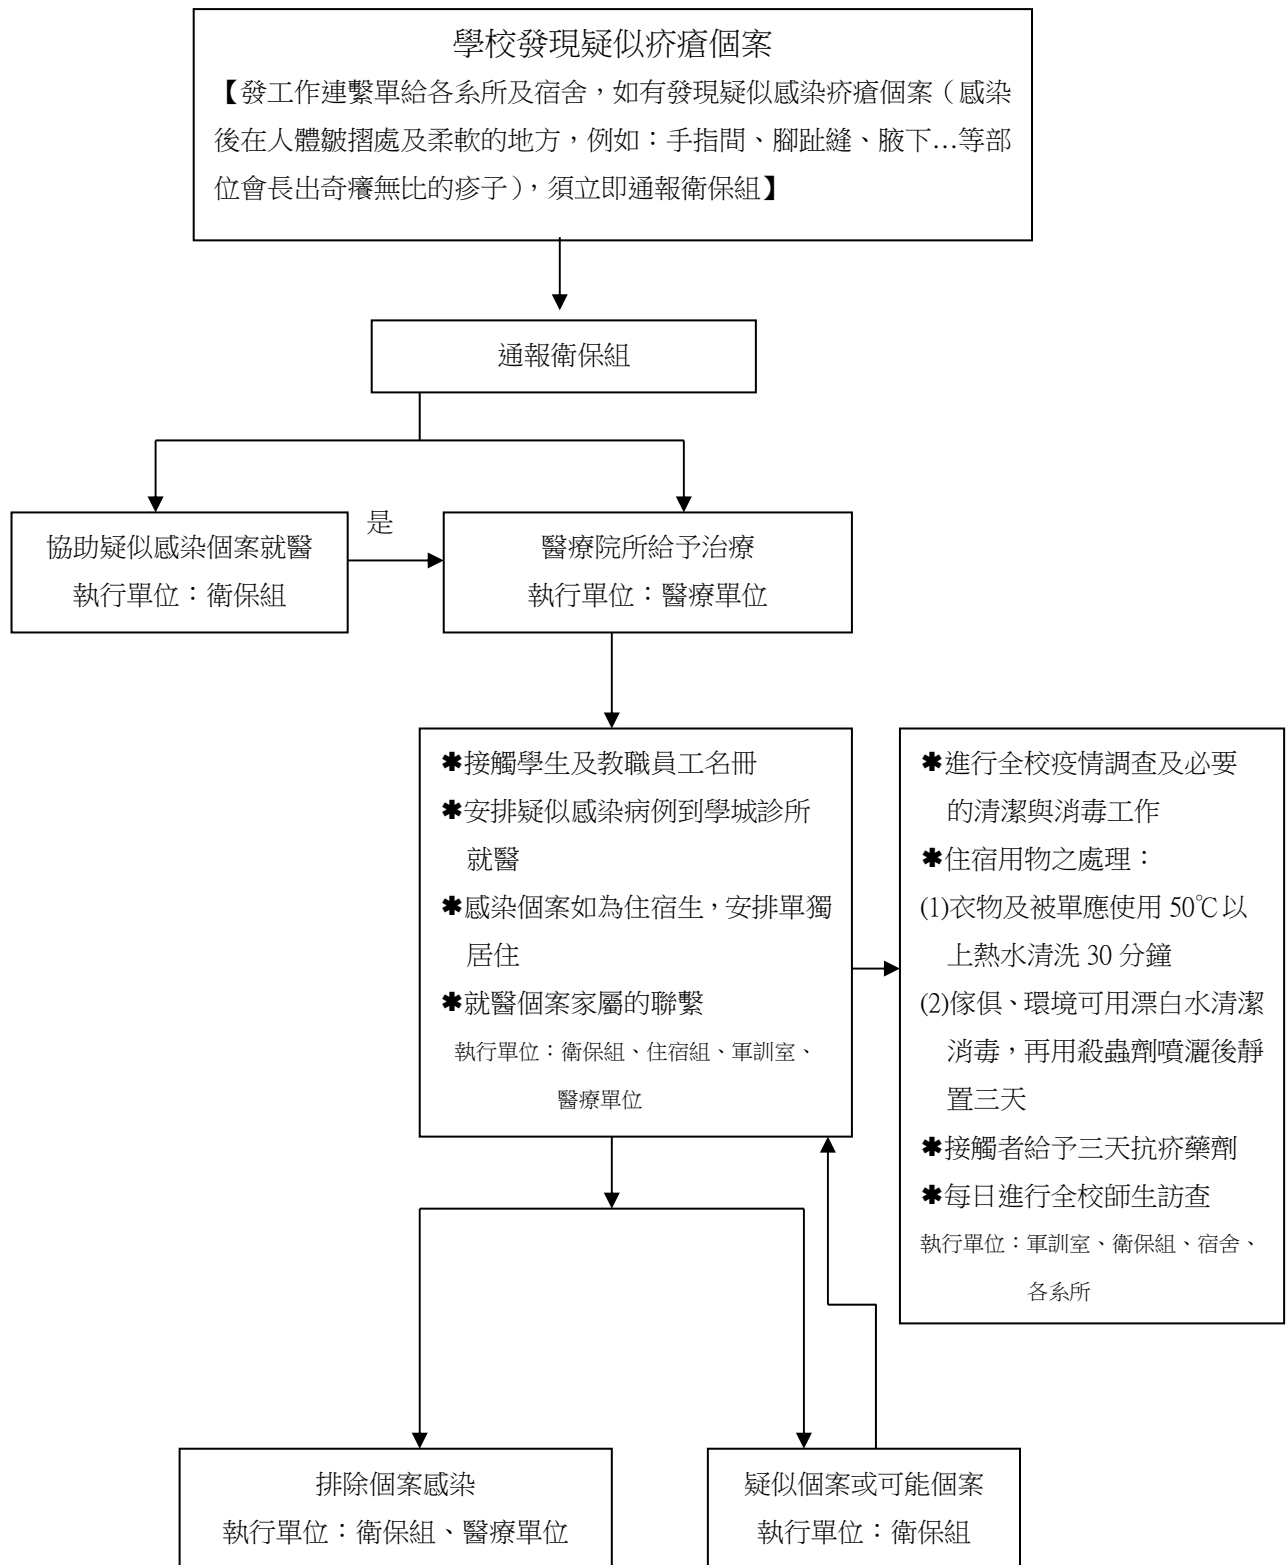 學校發現疑似疥瘡個案
【發工作連繫單給各系所及宿舍，如有發現疑似感染疥瘡個案（感染
後在人體皺摺處及柔軟的地方，例如：手指間、腳趾縫、腋下…等部
位會長出奇癢無比的疹子），須立即通報衛保組】
通報衛保組
協助疑似感染個案就醫
執行單位：衛保組
是
醫療院所給予治療
執行單位：醫療單位
✱接觸學生及教職員工名冊
✱安排疑似感染病例到學城診所
就醫
✱感染個案如為住宿生，安排單獨
居住
✱就醫個案家屬的聯繫
執行單位：衛保組、住宿組、軍訓室、
醫療單位
✱進行全校疫情調查及必要
的清潔與消毒工作
✱住宿用物之處理：
(1)衣物及被單應使用 50℃以
上熱水清洗 30 分鐘
(2)傢俱、環境可用漂白水清潔
消毒，再用殺蟲劑噴灑後靜
置三天
✱接觸者給予三天抗疥藥劑
✱每日進行全校師生訪查
執行單位：軍訓室、衛保組、宿舍、
各系所
排除個案感染
執行單位：衛保組、醫療單位
疑似個案或可能個案
執行單位：衛保組